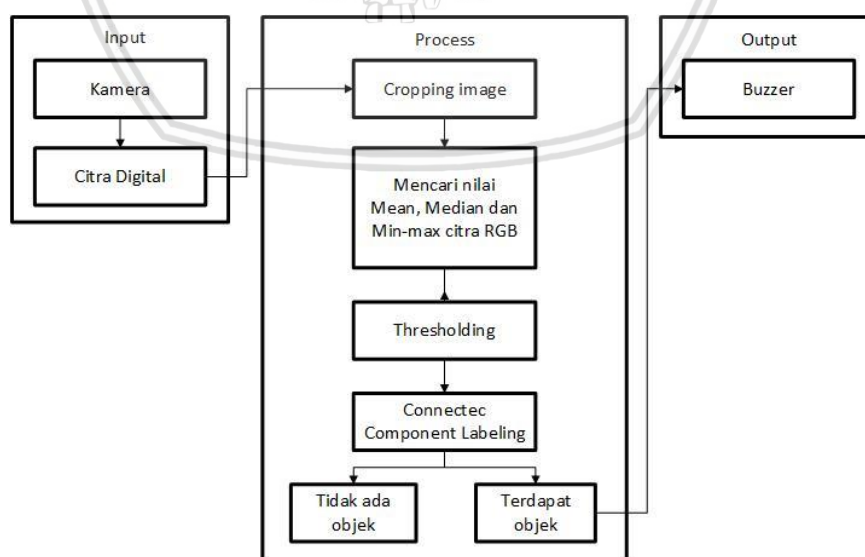 Input
Kamera
Citra Digital
Process
Cropping image
Mencari nilai
Mean, Median dan
Min-max citra RGB
Thresholding
Connectec
Component Labeling
Tidak ada
objek
Terdapat
objek
Output
Buzzer